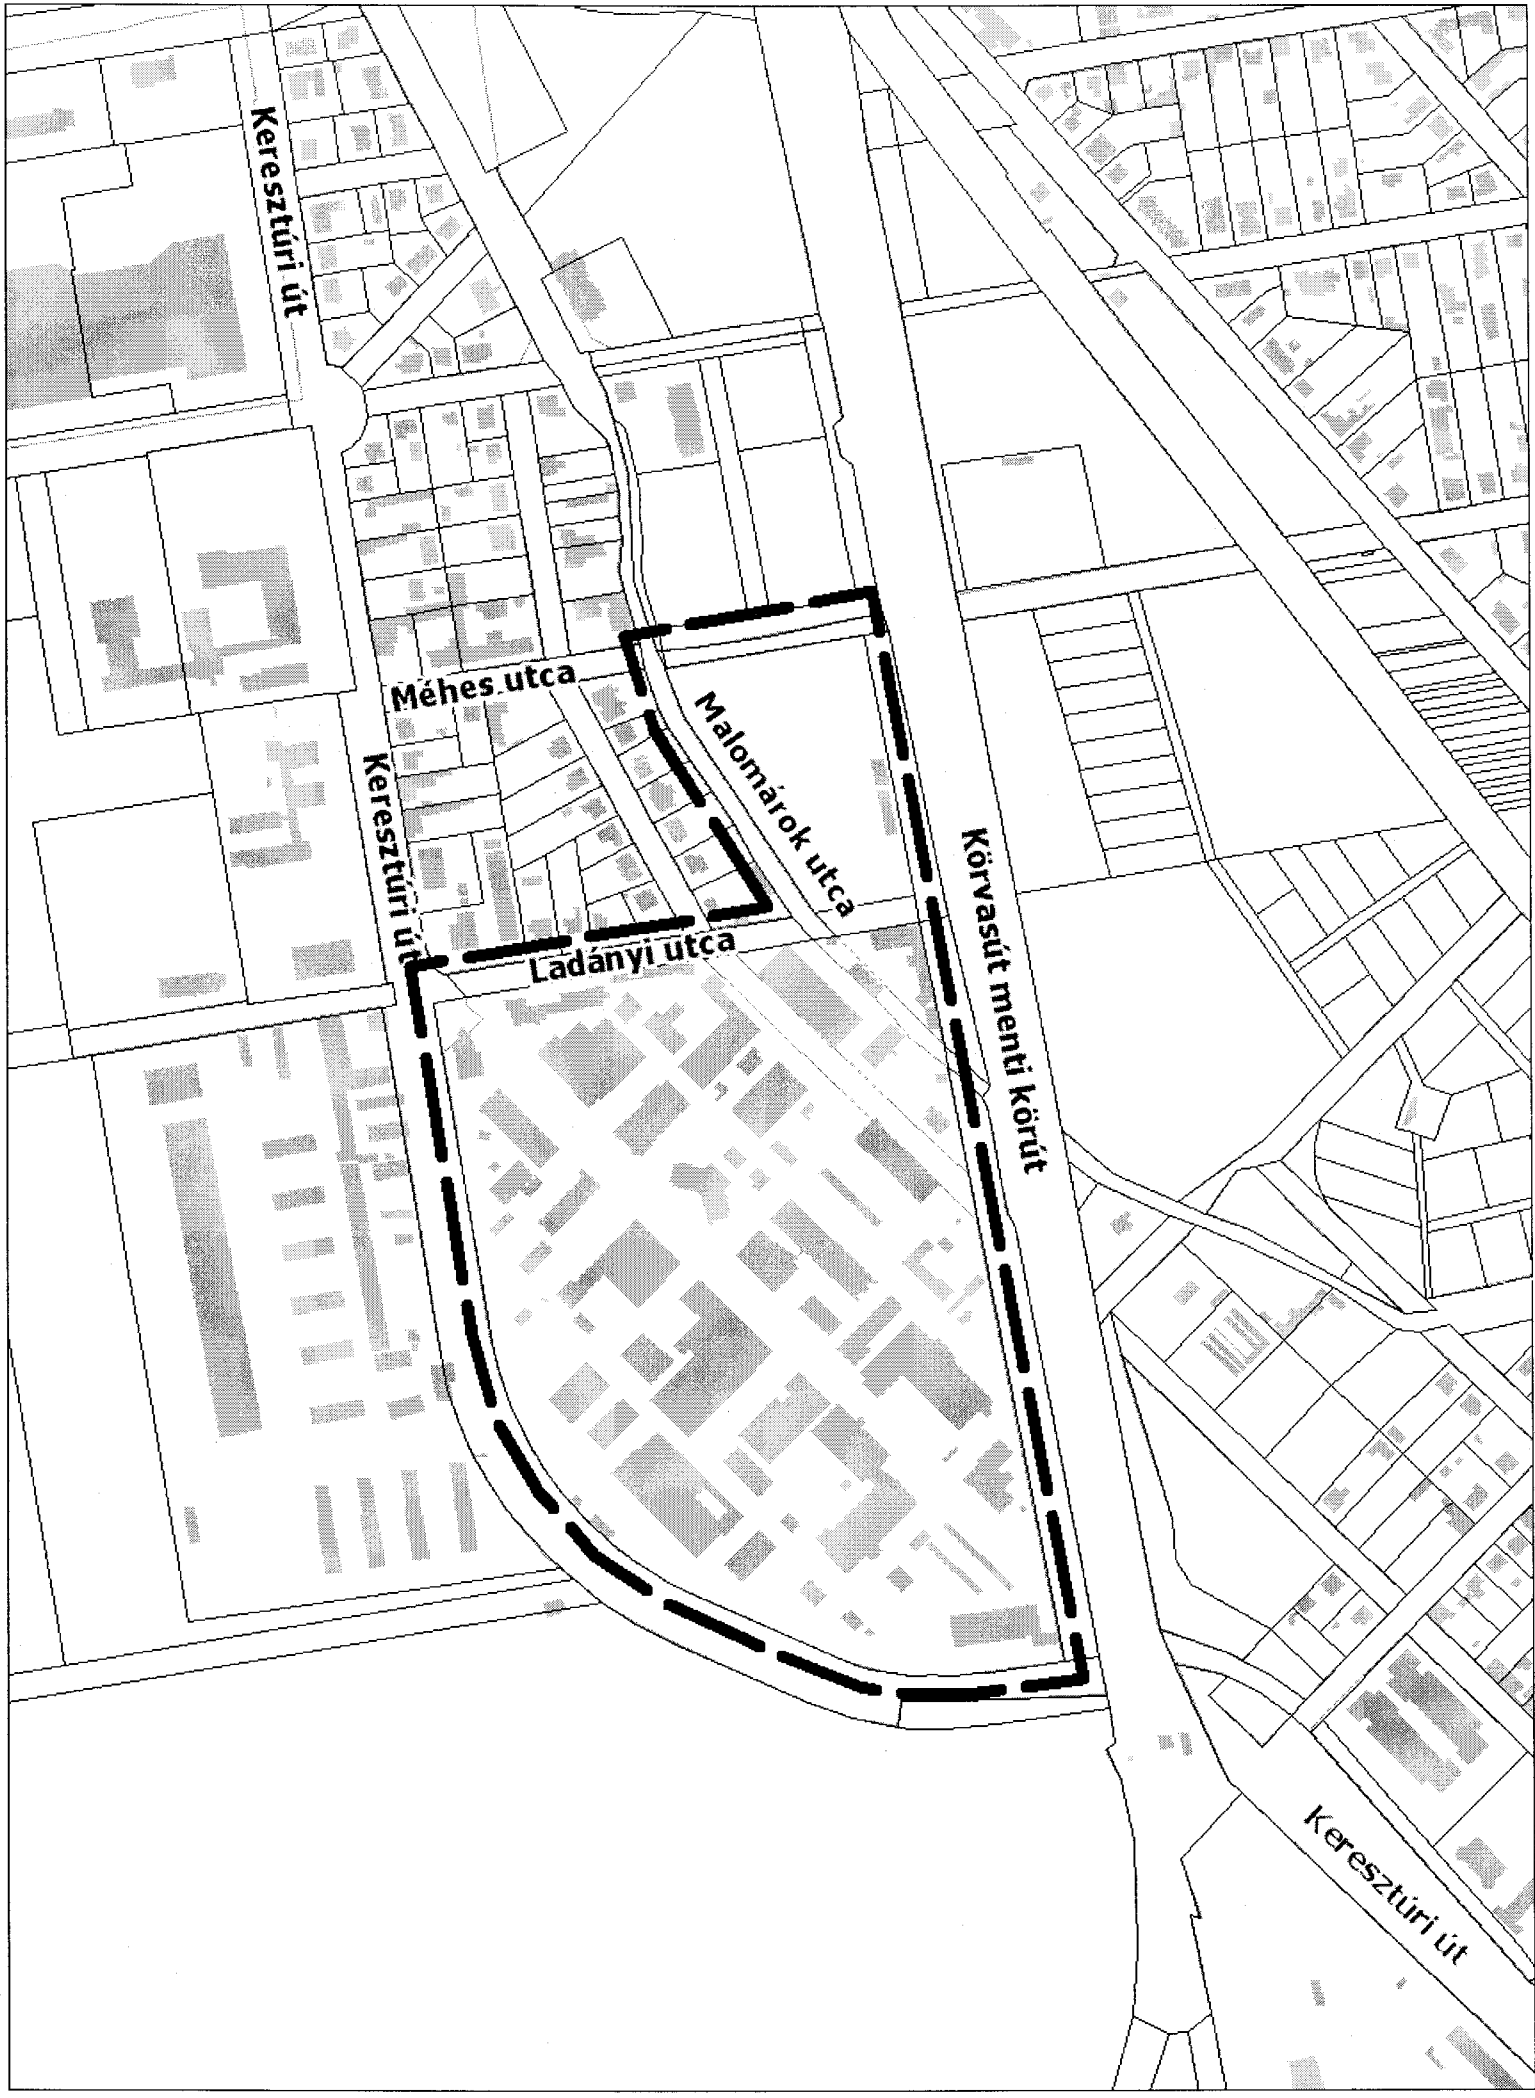 Keresztúri út
Méhes utca
Malomárok utca
Keresztúri út
Körvasút menti körút
Ladányi utca
Keresztúri út